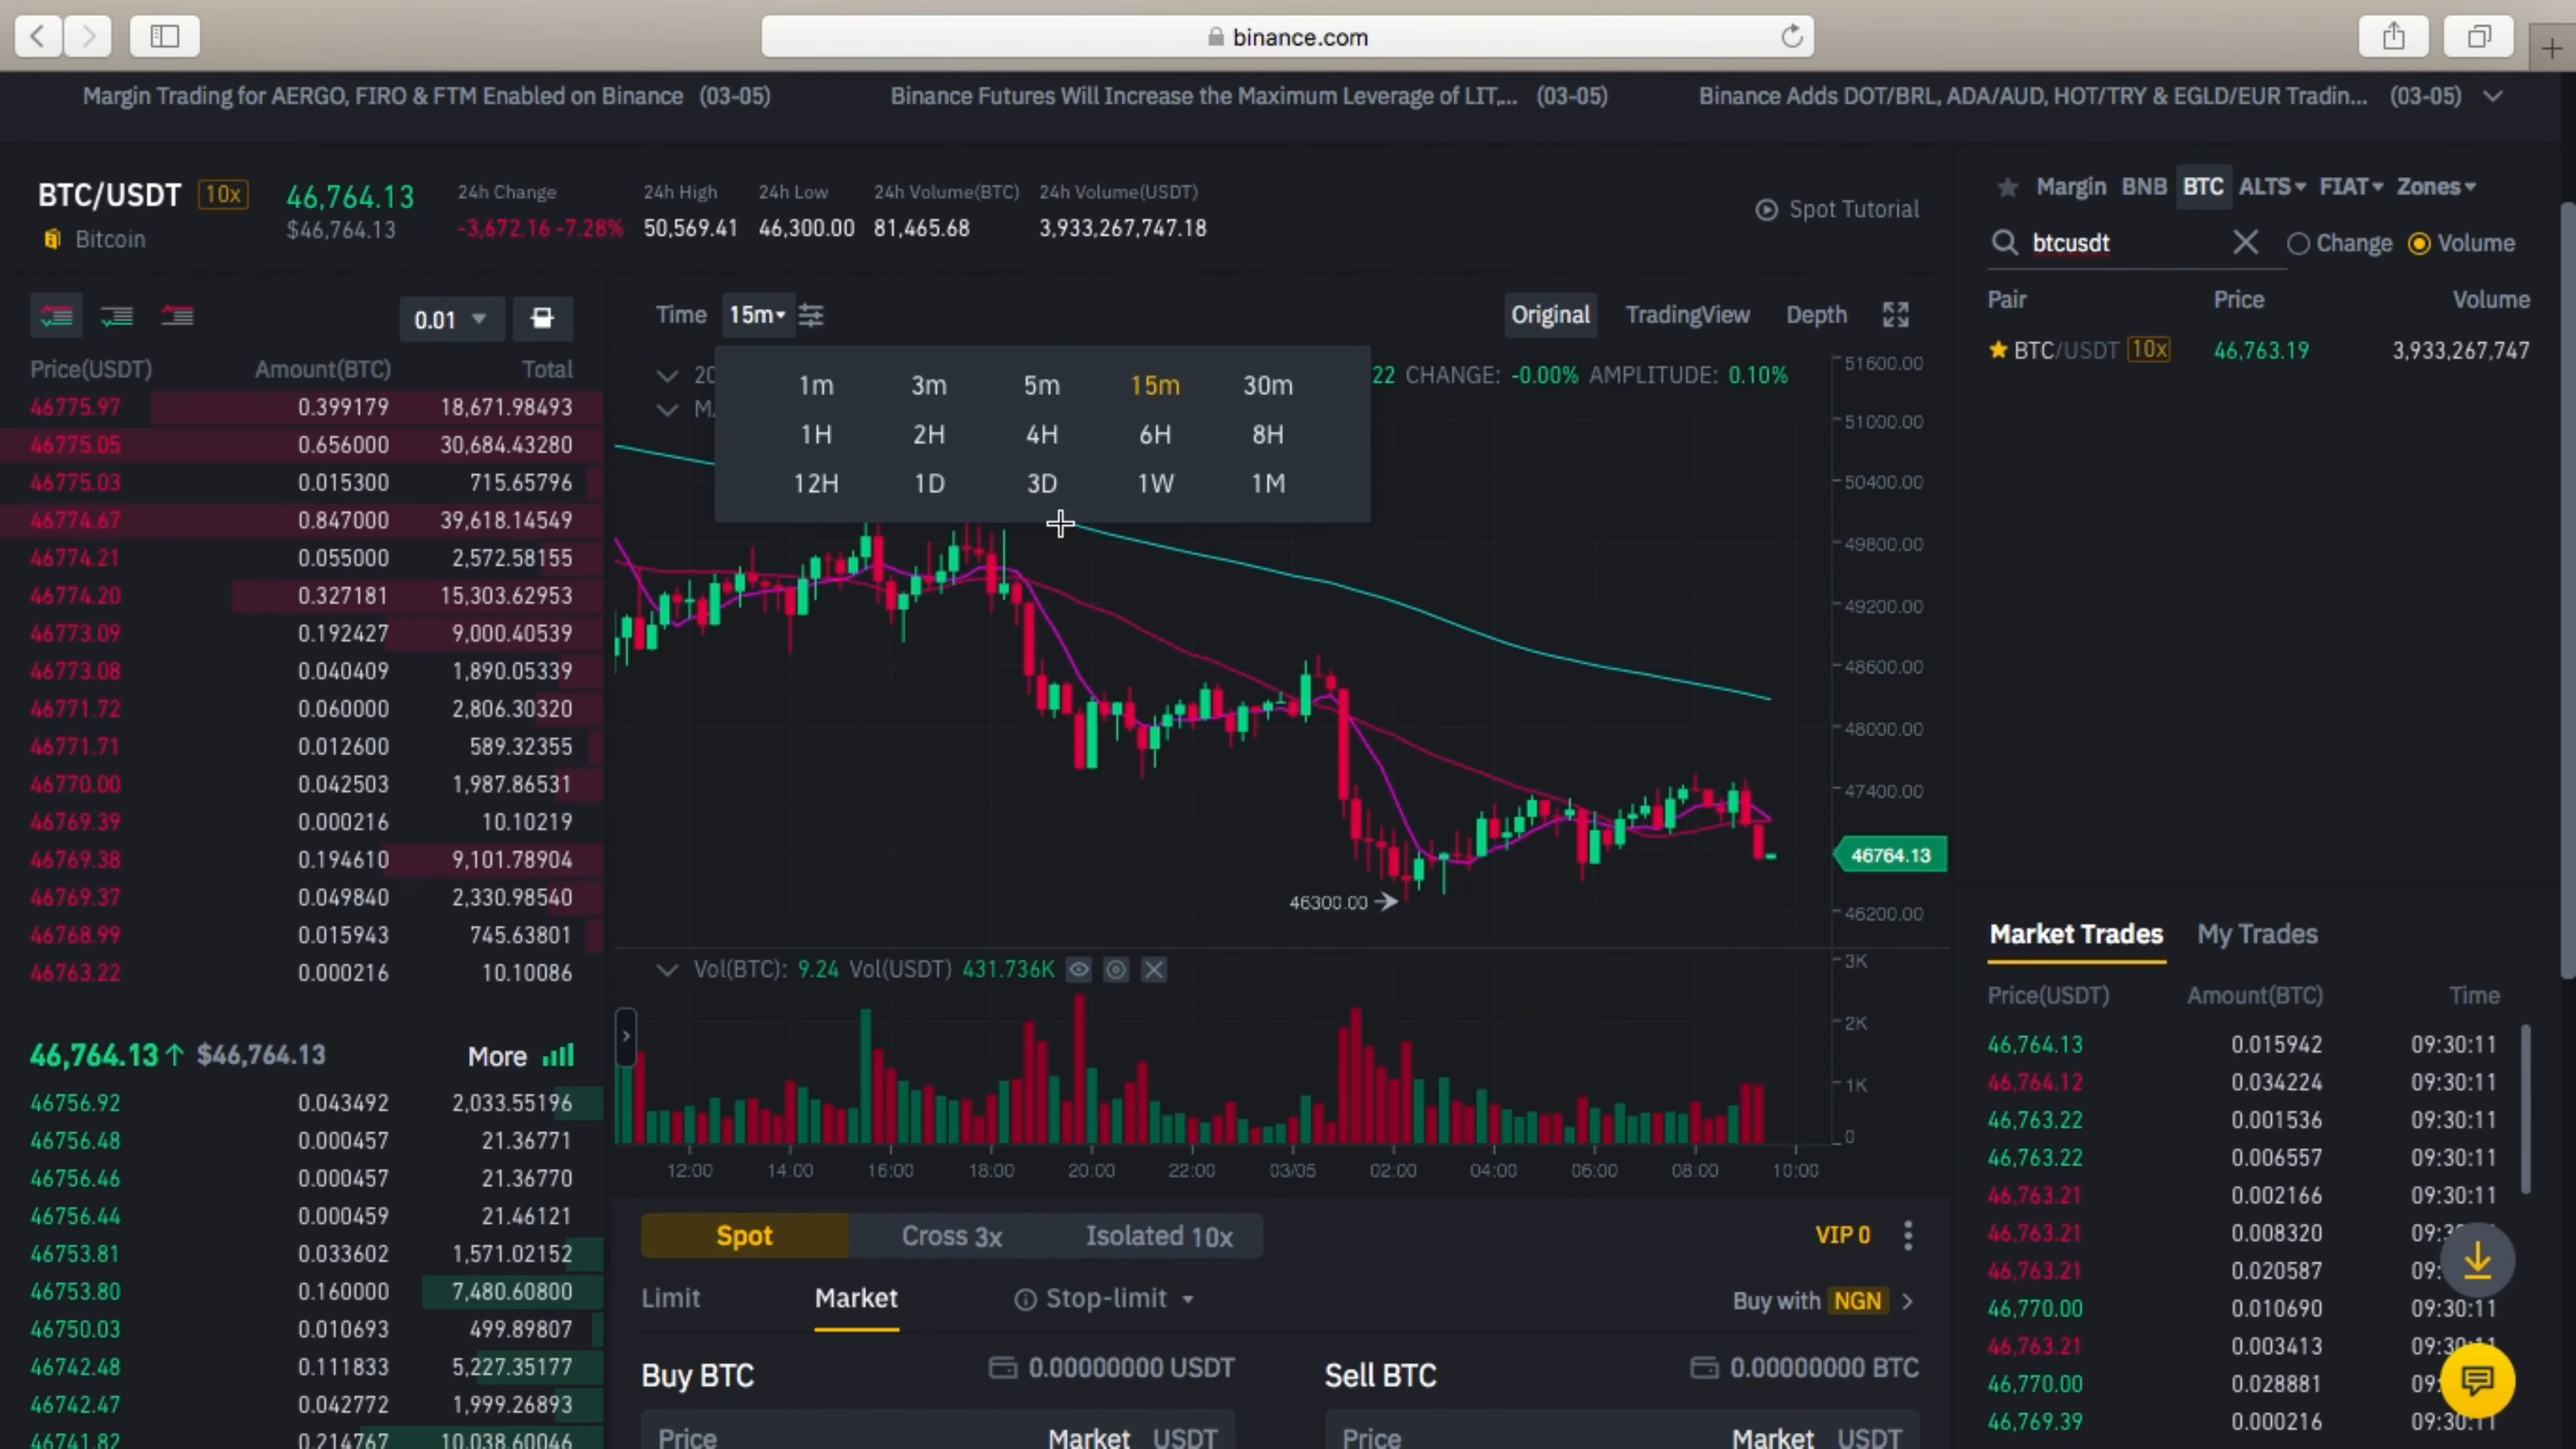 binance.com
Margin Trading for AERGO, FIRO & FTM Enabled on Binance (03-05)
Binance Futures Will Increase the Maximum Leverage of LIT,... (03-05)
Binance Adds DOT/BRL, ADA/AUD, HOT/TRY & EGLD/EUR Tradin... (03-05)
BTC/USDT 10x
Bitcoin
46,764.13
$46,764.13
24h Change
-3,672.16 -7.28%
24h High
50,569.41
24h Low
46,300.00
24h Volume(BTC)
81,465.68
24h Volume(USDT)
3,933,267,747.18
Spot Tutorial
0.01
Price(USDT) Amount(BTC) Total
46775.97 0.399179 18,671.98493
46775.05 0.656000 30,684.43280
46775.03 0.015300 715.65796
46774.67 0.847000 39,618.14549
46774.21 0.055000 2,572.58155
46774.20 0.327181 15,303.62953
46773.09 0.192427 9,000.40539
46773.08 0.040409 1,890.05339
46771.72 0.060000 2,806.30320
46771.71 0.012600 589.32355
46770.00 0.042503 1,987.86531
46769.39 0.000216 10.10219
46769.38 0.194610 9,101.78904
46769.37 0.049840 2,330.98540
46768.99 0.015943 745.63801
46763.22 0.000216 10.10086
46,764.13↑ $46,764.13 More
46756.92 0.043492 2,033.55196
46756.48 0.000457 21.36771
46756.46 0.000457 21.36770
46756.44 0.000459 21.46121
46753.81 0.033602 1,571.02152
46753.80 0.160000 7,480.60800
46750.03 0.010693 499.89807
46742.48 0.111833 5,227.35177
46742.47 0.042772 1,999.26893
46741.82 0.214767 10,038.60046
Time 15m
Original TradingView Depth
22 CHANGE: -0.00% AMPLITUDE: 0.10%
1m 3m 5m 15m 30m
1H 2H 4H 6H 8H
12H 1D 3D 1W 1M
51600.00
51000.00
50400.00
49800.00
49200.00
48600.00
48000.00
47400.00
46764.13
46200.00
46300.00
Vol(BTC): 9.24 Vol(USDT) 431.736K
3K
2K
1K
0
12:00 14:00 16:00 18:00 20:00 22:00 03/05 02:00 04:00 06:00 08:00 10:00
Spot Cross 3x Isolated 10x
VIP 0
Limit Market Stop-limit
Buy with NGN
Buy BTC 0.00000000 USDT
Price Market USDT
Sell BTC 0.00000000 BTC
Price Market USDT
Margin BNB BTC ALTS FIAT Zones
btcusdt
Change Volume
Pair Price Volume
BTC/USDT 10x 46,763.19 3,933,267,747
Market Trades My Trades
Price(USDT) Amount(BTC) Time
46,764.13 0.015942 09:30:11
46,764.12 0.034224 09:30:11
46,763.22 0.001536 09:30:11
46,763.22 0.006557 09:30:11
46,763.21 0.002166 09:30:11
46,763.21 0.008320
46,763.21 0.020587
46,770.00 0.010690 09:30:11
46,763.21 0.003413
46,770.00 0.028881
46,769.39 0.000216